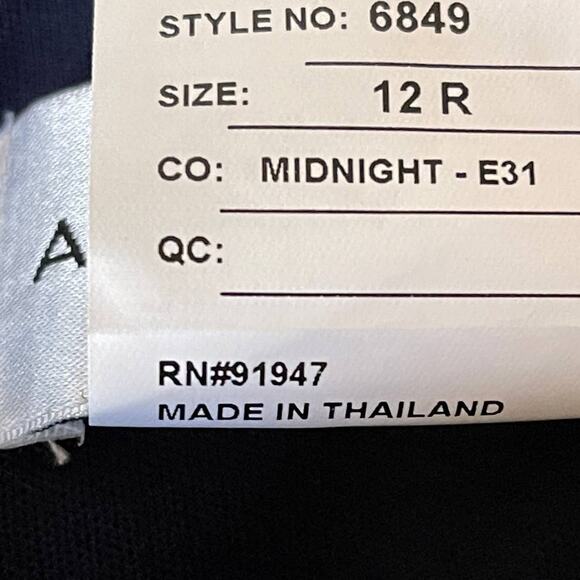 STYLE NO: 6849
SIZE: 12 R
CO: MIDNIGHT - E31
QC:
A
RN#91947
MADE IN THAILAND